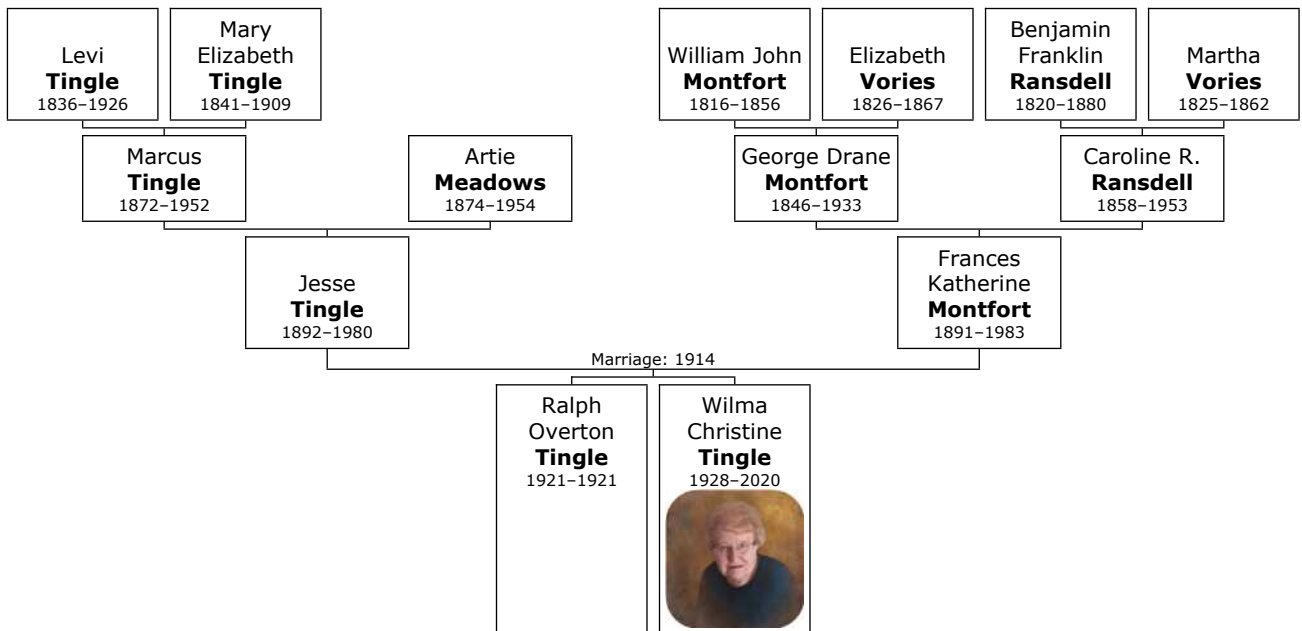 Levi
Tingle
1836–1926
Mary
Elizabeth
Tingle
1841–1909
William John
Montfort
1816–1856
Elizabeth
Vories
1826–1867
Benjamin
Franklin
Ransdell
1820–1880
Martha
Vories
1825–1862
Marcus
Tingle
1872–1952
Artie
Meadows
1874–1954
George Drane
Montfort
1846–1933
Caroline R.
Ransdell
1858–1953
Jesse
Tingle
1892–1980
Frances
Katherine
Montfort
1891–1983
Marriage: 1914
Ralph
Overton
Tingle
1921–1921
Wilma
Christine
Tingle
1928–2020